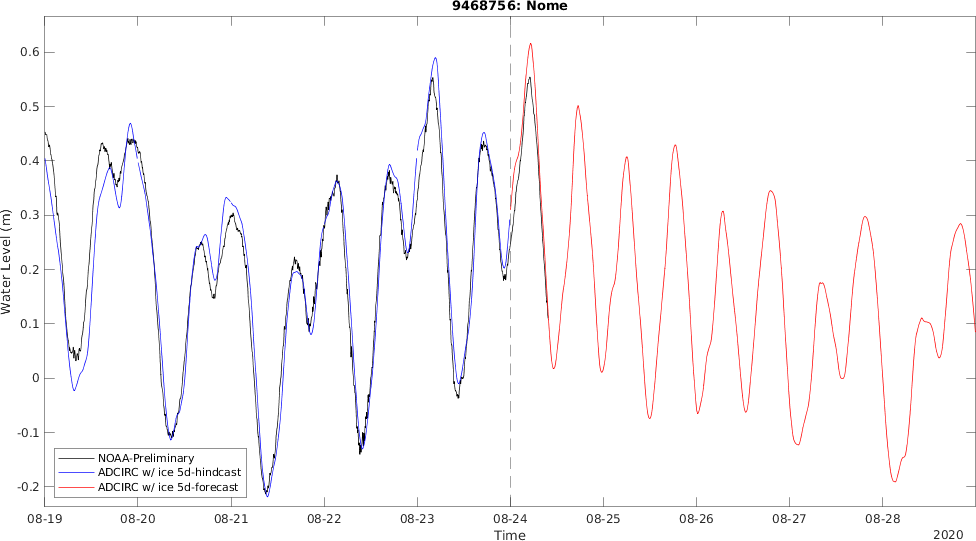 9468756: Nome
Water Level (m)
0.6
0.5
0.4
0.3
0.2
0.1
0
-0.1
-0.2
NOAA-Preliminary
ADCIRC w/ ice 5d-hindcast
ADCIRC w/ ice 5d-forecast
08-19 08-20 08-21 08-22 08-23 08-24 08-25 08-26 08-27 08-28
Time
2020